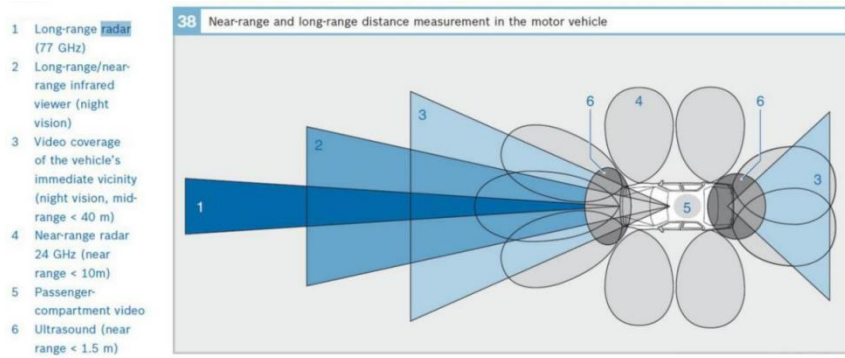 38 Near-range and long-range distance measurement in the motor vehicle
1 Long-range radar
(77 GHz)
2 Long-range/near-
range infrared
viewer (night
vision)
3 Video coverage
of the vehicle's
immediate vicinity
(night vision, mid-
range < 40 m)
4 Near-range radar
24 GHz (near
range < 10m)
5 Passenger-
compartment video
6 Ultrasound (near
range < 1.5 m)
6 4 6
3
2
3
1
5